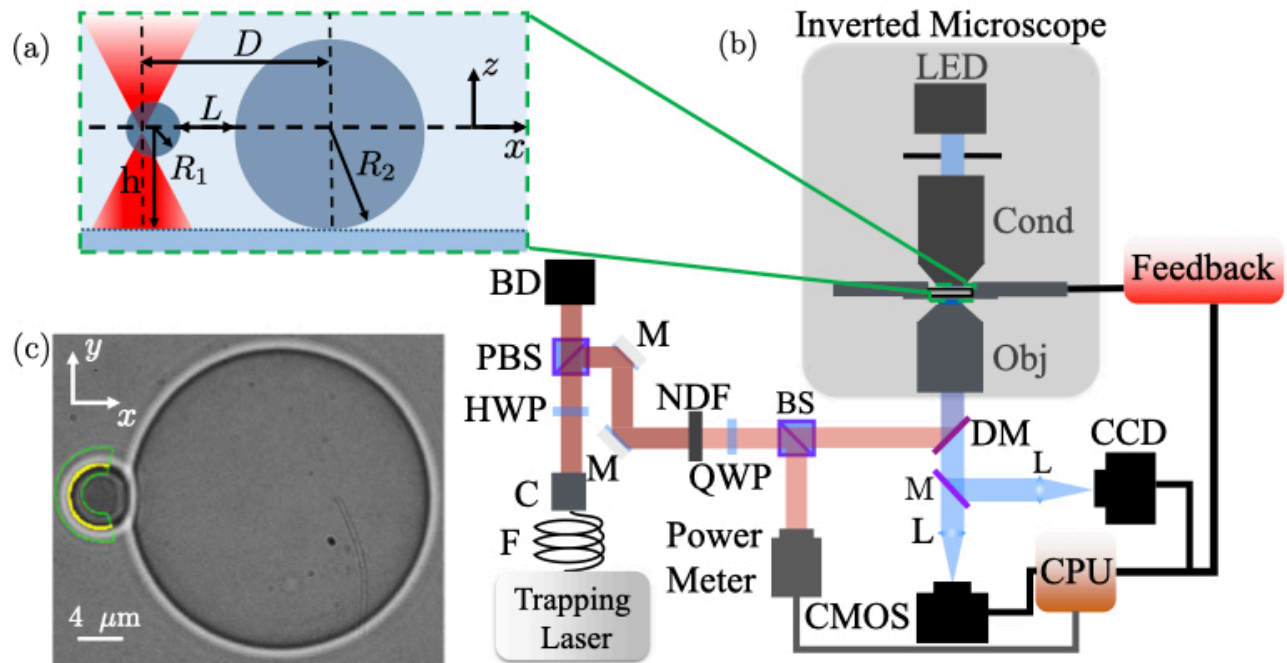 (a)
D
z
L
x
R₁
R₂
h
(b)
Inverted Microscope
LED
Cond
Feedback
Obj
BD
PBS
M
HWP
NDF
BS
DM
CCD
M
QWP
C
M
L
F
Power
Meter
L
CPU
CMOS
Trapping
Laser
(c)
y
x
4 μm